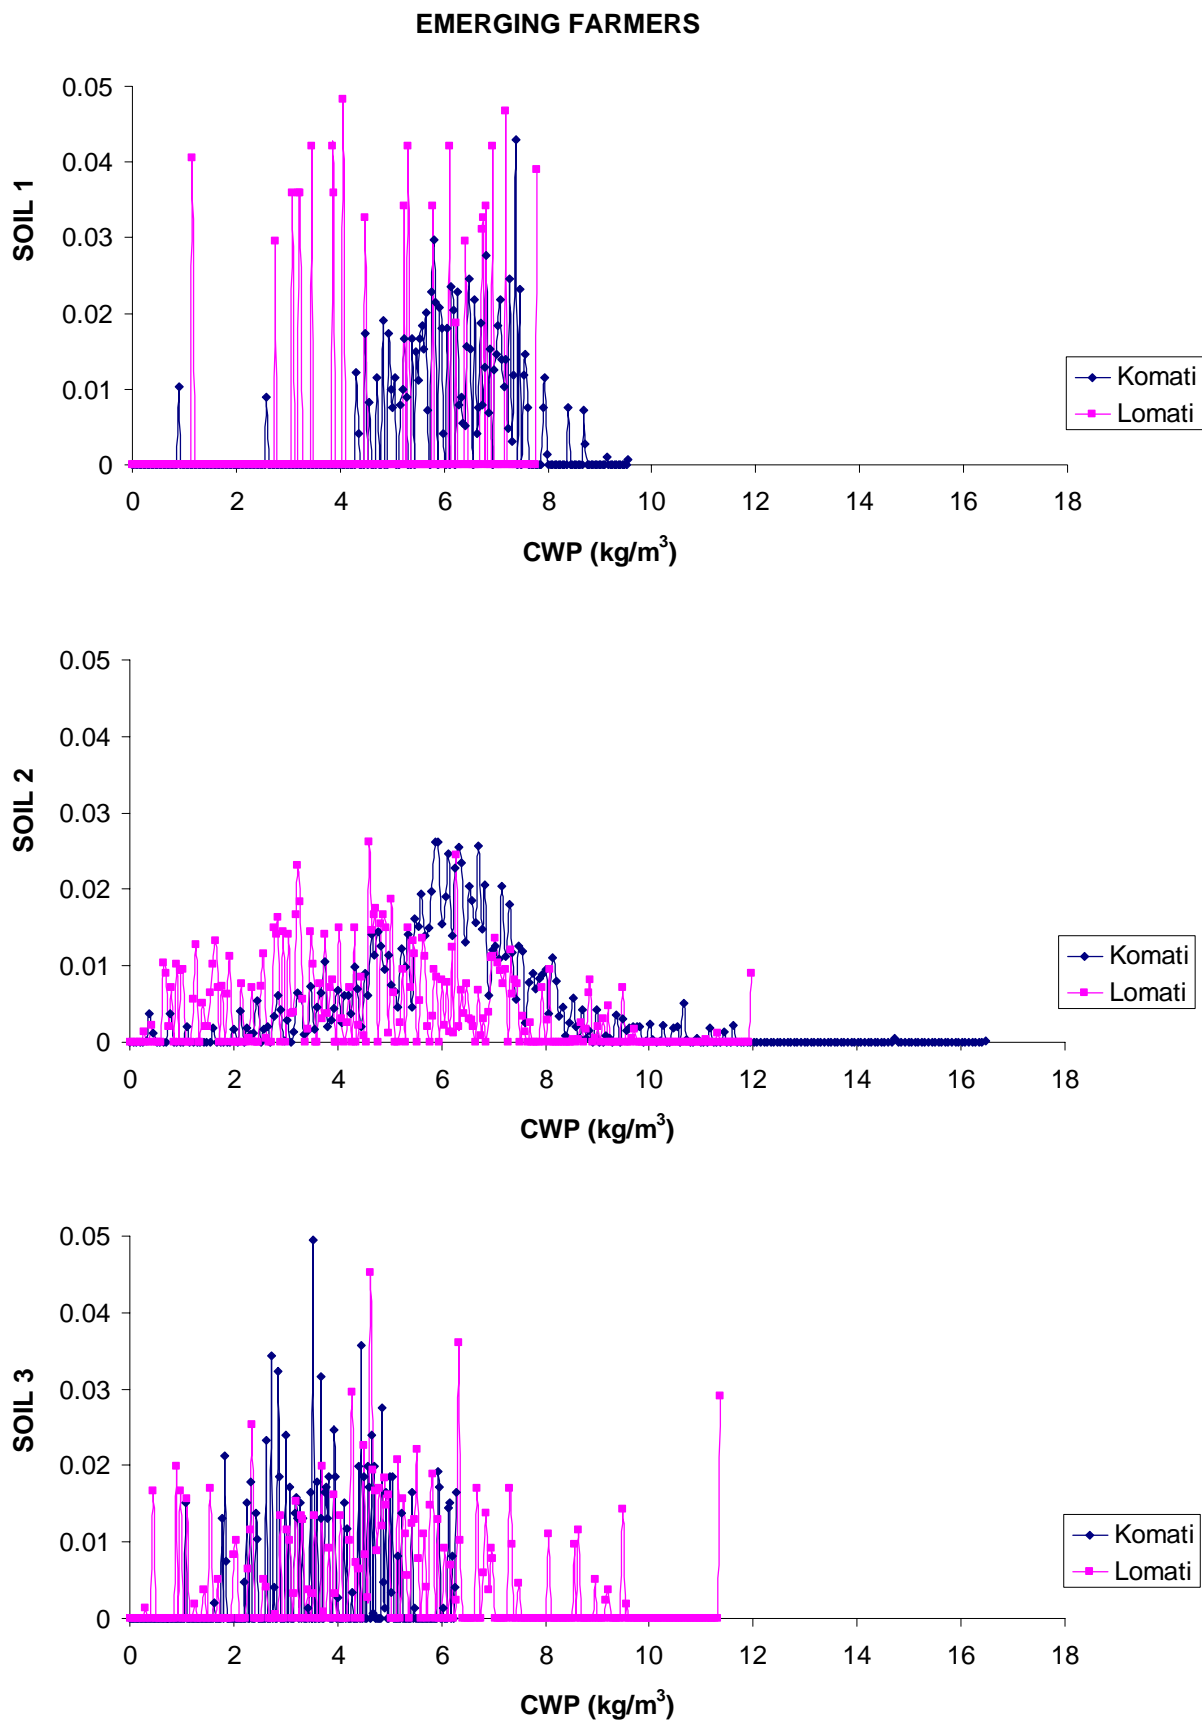 EMERGING FARMERS
0.05
0.04
0.03
0.02
0.01
0
SOIL 1
0 2 4 6 8 10 12 14 16 18
CWP (kg/m³)
Komati
Lomati
0.05
0.04
0.03
0.02
0.01
0
SOIL 2
0 2 4 6 8 10 12 14 16 18
CWP (kg/m³)
Komati
Lomati
0.05
0.04
0.03
0.02
0.01
0
SOIL 3
0 2 4 6 8 10 12 14 16 18
CWP (kg/m³)
Komati
Lomati